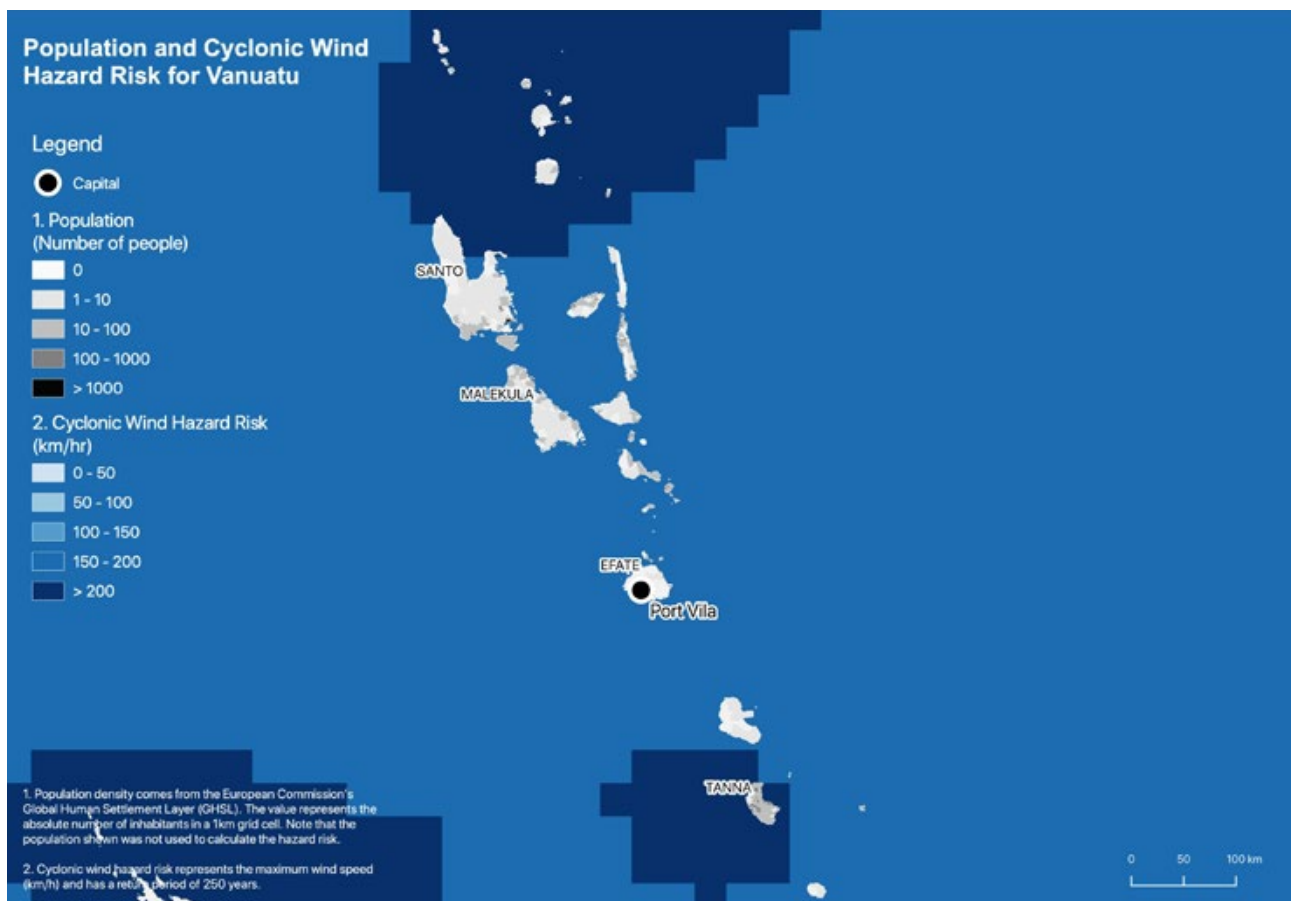 Population and Cyclonic Wind
Hazard Risk for Vanuatu
Legend
Capital
1. Population
(Number of people)
0
1 - 10
10 - 100
100 - 1000
> 1000
2. Cyclonic Wind Hazard Risk
(km/hr)
0 - 50
50 - 100
100 - 150
150 - 200
> 200
SANTO
MALEKULA
EFATE
Port Vila
TANNA
1. Population density comes from the European Commission's
Global Human Settlement Layer (GHSL). The value represents the
absolute number of inhabitants in a 1km grid cell. Note that the
population shown was not used to calculate the hazard risk.
2. Cyclonic wind hazard risk represents the maximum wind speed
(km/h) and has a return period of 250 years.
0 50 100 km